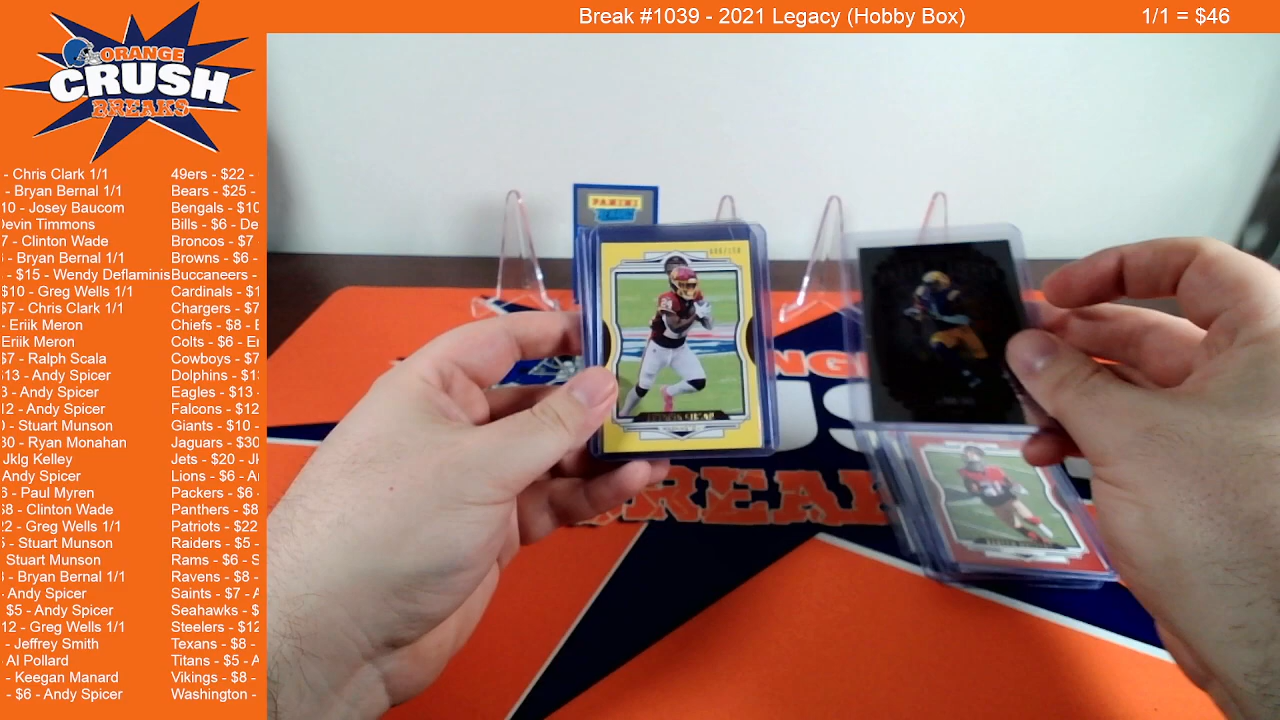 Break #1039 - 2021 Legacy (Hobby Box)
1/1 = $46
ORANGE
CRUSH
BREAKS
- Chris Clark 1/1 49ers - $22 -
- Bryan Bernal 1/1 Bears - $25 -
10 - Josey Baucom Bengals - $10
Devin Timmons Bills - $6 - De
7 - Clinton Wade Broncos - $7
- Bryan Bernal 1/1 Browns - $6 -
- $15 - Wendy Deflaminis Buccaneers -
$10 - Greg Wells 1/1 Cardinals - $1
$7 - Chris Clark 1/1 Chargers - $7
- Eriik Meron Chiefs - $8 - E
Eriik Meron Colts - $6 - Er
$7 - Ralph Scala Cowboys - $7
$13 - Andy Spicer Dolphins - $1
- Andy Spicer Eagles - $13
12 - Andy Spicer Falcons - $12
- Stuart Munson Giants - $10 -
30 - Ryan Monahan Jaguars - $30
Jklg Kelley Jets - $20 - Jk
Andy Spicer Lions - $6 - A
- Paul Myren Packers - $6
$8 - Clinton Wade Panthers - $8
22 - Greg Wells 1/1 Patriots - $22
- Stuart Munson Raiders - $5 -
Stuart Munson Rams - $6 - S
- Bryan Bernal 1/1 Ravens - $8 -
- Andy Spicer Saints - $7 - A
$5 - Andy Spicer Seahawks - $
12 - Greg Wells 1/1 Steelers - $12
- Jeffrey Smith Texans - $8 -
Al Pollard Titans - $5 - A
- Keegan Manard Vikings - $8 -
- $6 - Andy Spicer Washington -
PANINI